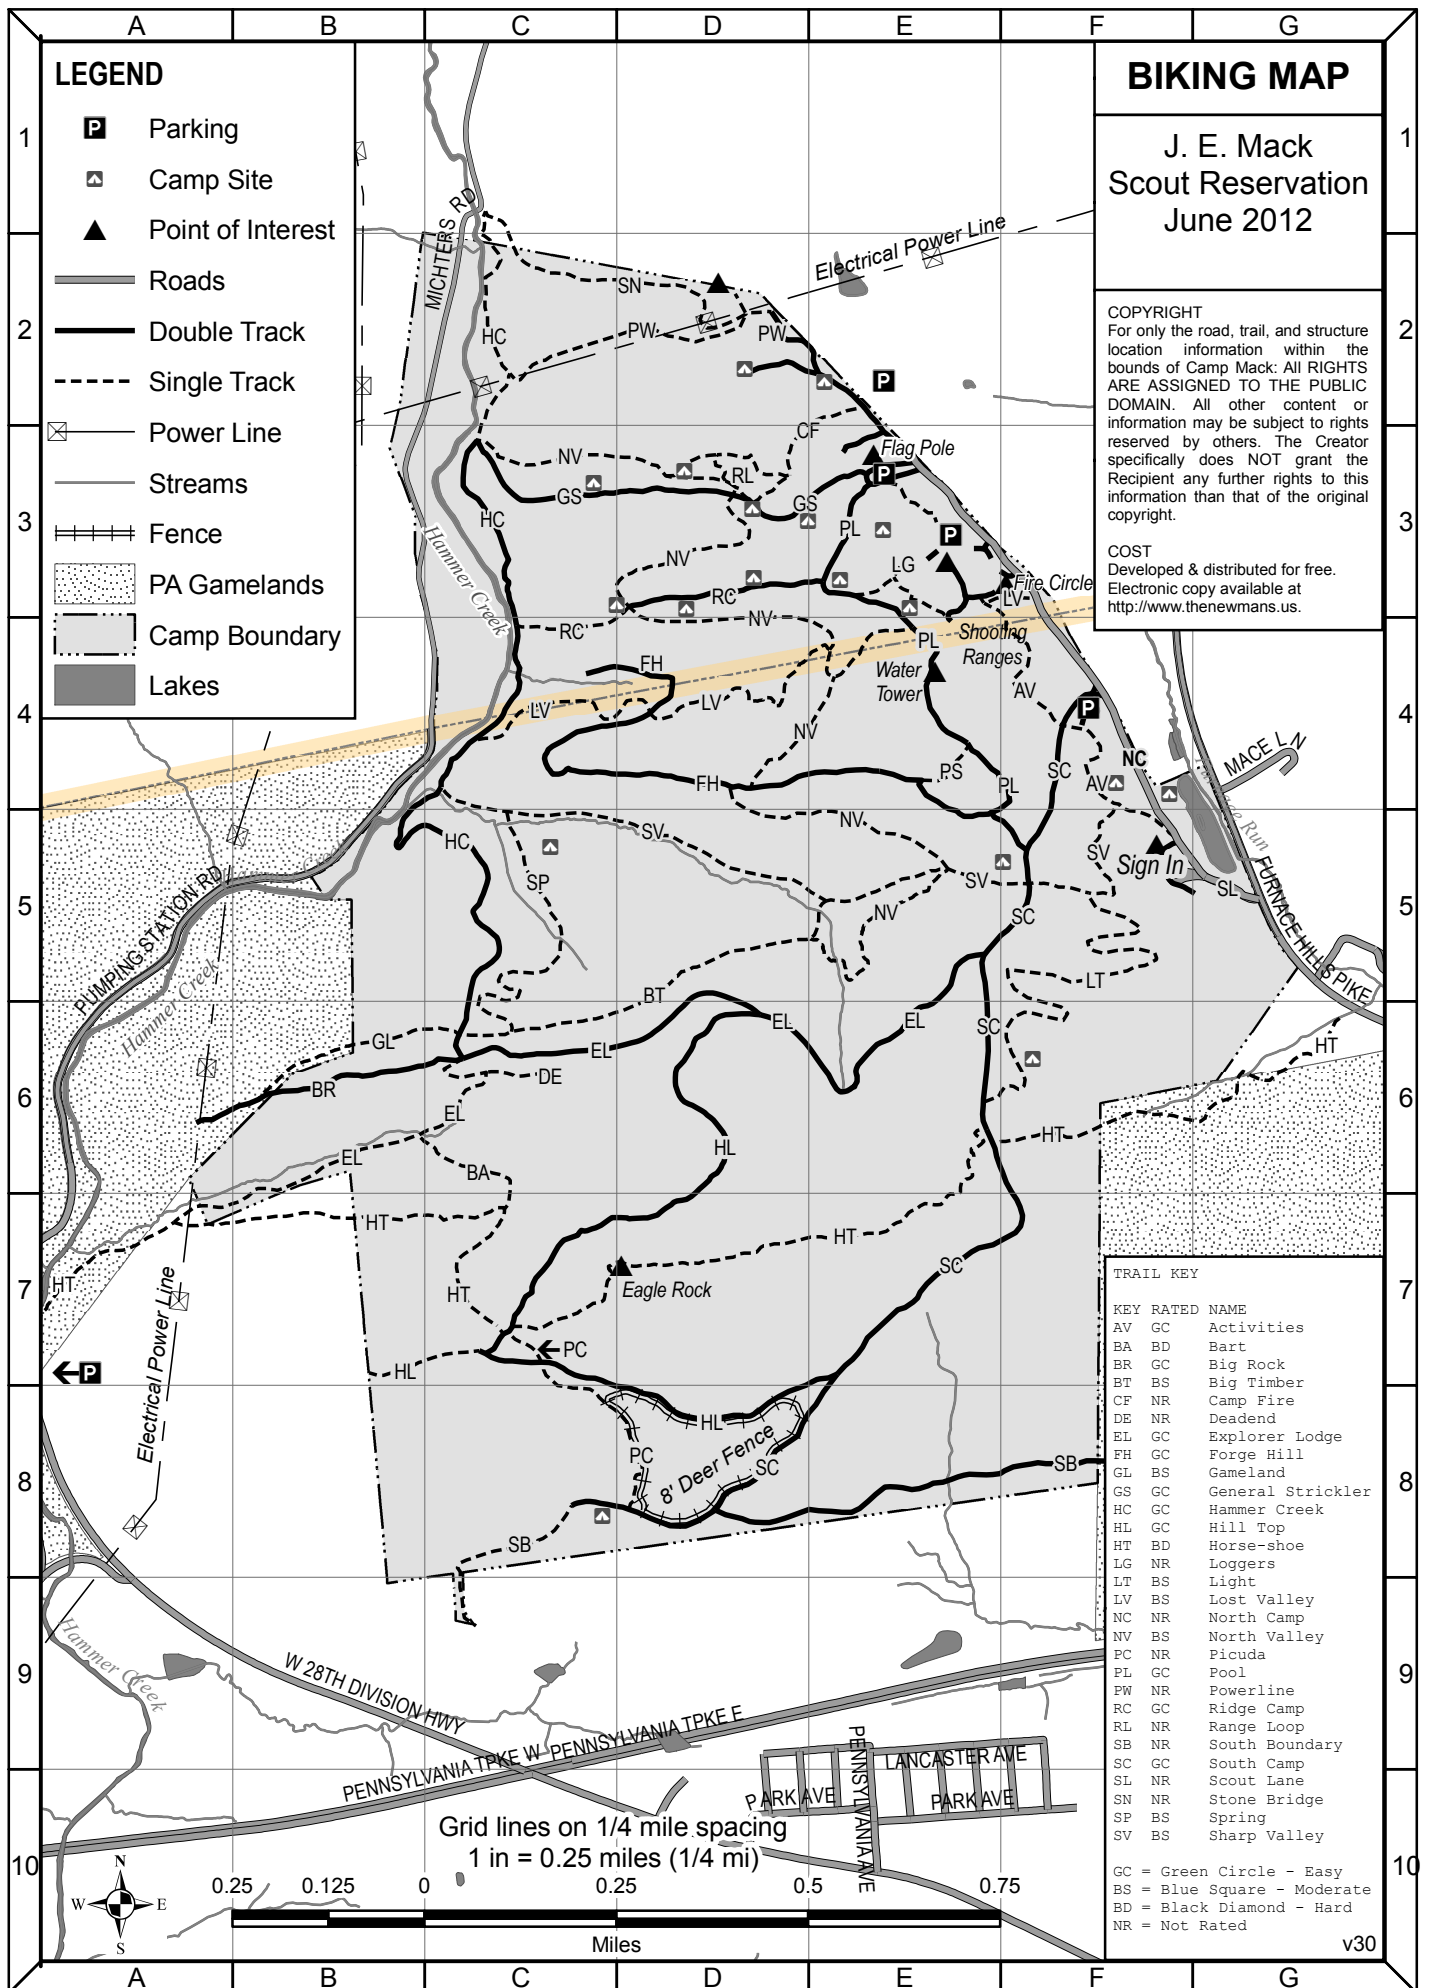 A B C D E F G
LEGEND
Parking
Camp Site
Point of Interest
Roads
Double Track
Single Track
Power Line
Streams
Fence
PA Gamelands
Camp Boundary
Lakes
BIKING MAP
J. E. Mack
Scout Reservation
June 2012
COPYRIGHT
For only the road, trail, and structure
location information within the
bounds of Camp Mack: All RIGHTS
ARE ASSIGNED TO THE PUBLIC
DOMAIN. All other content or
information may be subject to rights
reserved by others. The Creator
specifically does NOT grant the
Recipient any further rights to this
information than that of the original
copyright.
COST
Developed & distributed for free.
Electronic copy available at
http://www.thenewmans.us.
1 1
MICHTERS RD
Electrical Power Line
2 2
SN
HC
PW
PW
P
CF
Flag Pole
P
NV
RL
GS
GS
3 3
HC
PL
P
Hammer Creek
NV
LG
Fire Circle
RC
LV
RC
NV
Shooting
Ranges
PL
FH
Water
Tower
AV
LV
LV
P
4 4
NV
NC
MACE LN
FH
PS
SC
PL
AV
Furnace Run
HC
SV
NV
SV
Sign In
SP
SV
SL
5 5
PUMPING STATION RD
NV
SC
FURNACE HILLS PIKE
Hammer Creek
LT
BT
EL
EL
SC
GL
EL
HT
DE
6 6
BR
EL
HT
EL
HL
BA
HT
HT
SC
HT
7 7
HT
Eagle Rock
Electrical Power Line
PC
P
HL
HL
PC
8' Deer Fence
SC
SB
8 8
SB
TRAIL KEY
KEY RATED NAME
AV GC Activities
BA BD Bart
BR GC Big Rock
BT BS Big Timber
CF NR Camp Fire
DE NR Deadend
EL GC Explorer Lodge
FH GC Forge Hill
GL BS Gameland
GS GC General Strickler
HC GC Hammer Creek
HL GC Hill Top
HT BD Horse-shoe
LG NR Loggers
LT BS Light
LV BS Lost Valley
NC NR North Camp
NV BS North Valley
PC NR Picuda
PL GC Pool
PW NR Powerline
RC GC Ridge Camp
RL NR Range Loop
SB NR South Boundary
SC GC South Camp
SL NR Scout Lane
SN NR Stone Bridge
SP BS Spring
SV BS Sharp Valley
GC = Green Circle - Easy
BS = Blue Square - Moderate
BD = Black Diamond - Hard
NR = Not Rated
v30
Hammer Creek
9 9
W 28TH DIVISION HWY
PENNSYLVANIA TPKE W
PENNSYLVANIA TPKE E
PENNSYLVANIA AVE
LANCASTER AVE
PARK AVE
PARK AVE
Grid lines on 1/4 mile spacing
1 in = 0.25 miles (1/4 mi)
10 10
N
W E
S
0.25 0.125 0 0.25 0.5 0.75
Miles
A B C D E F G